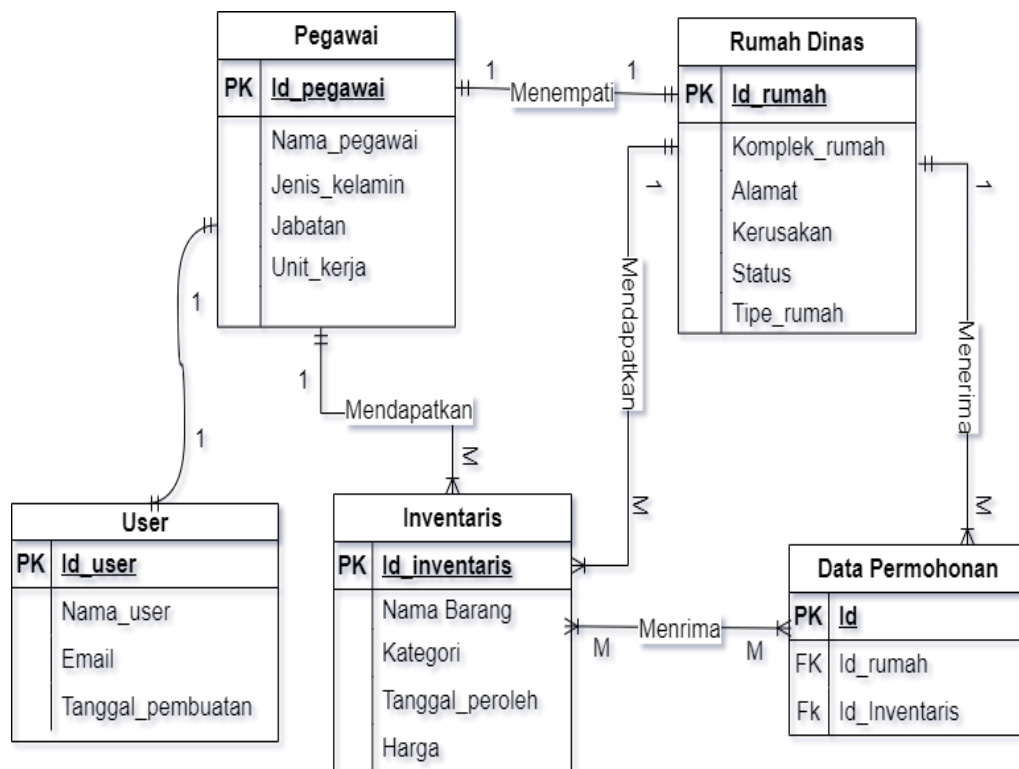 Pegawai
PK Id_pegawai
Nama_pegawai
Jenis_kelamin
Jabatan
Unit_kerja
1 Menempati 1
Rumah Dinas
PK Id_rumah
Komplek_rumah
Alamat
Kerusakan
Status
Tipe_rumah
1
1
1
Mendapatkan
M
1
Mendapatkan
M
1
Menerima
M
User
PK Id_user
Nama_user
Email
Tanggal_pembuatan
Inventaris
PK Id_inventaris
Nama Barang
Kategori
Tanggal_peroleh
Harga
M Menrima M
Data Permohonan
PK Id
FK Id_rumah
Fk Id_Inventaris